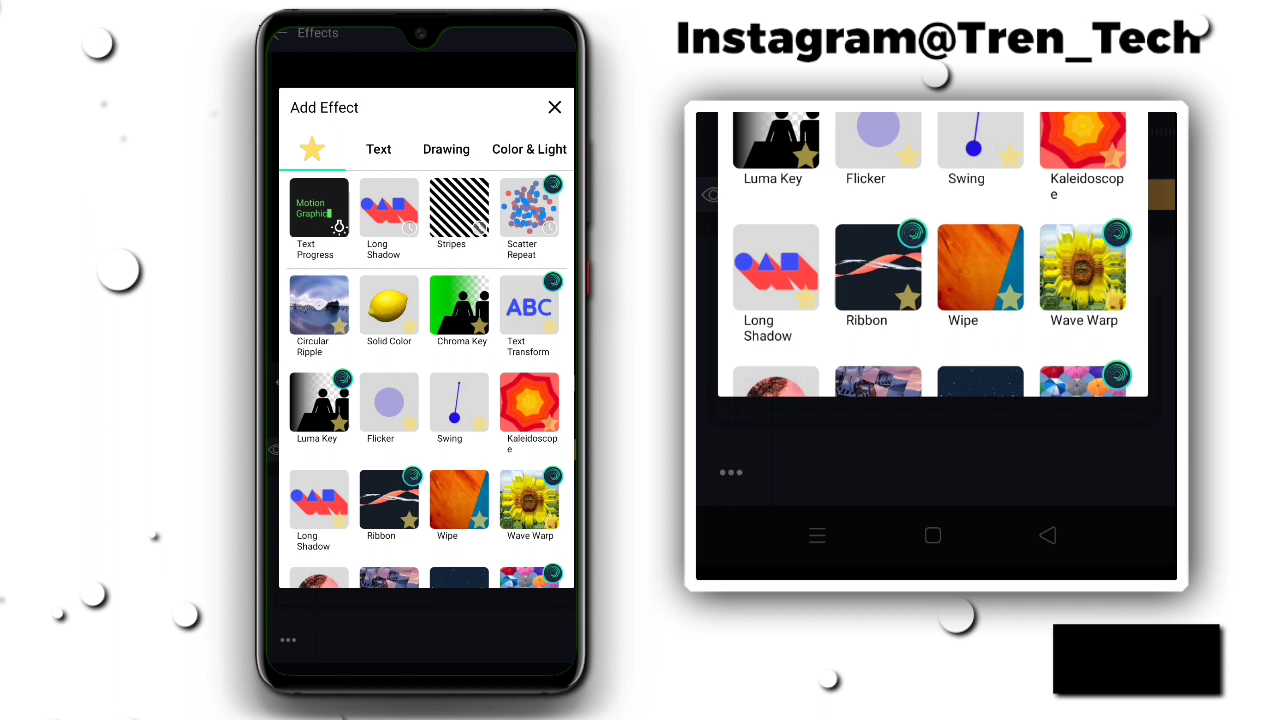 Effects
Instagram@Tren_Tech
Add Effect
Text
Drawing
Color & Light
Motion
Graphic
Text
Progress
Long
Shadow
Stripes
Scatter
Repeat
Circular
Ripple
Solid Color
Chroma Key
ABC
Text
Transform
Luma Key
Flicker
Swing
Kaleidoscop
e
Long
Shadow
Ribbon
Wipe
Wave Warp
Luma Key
Flicker
Swing
Kaleidoscop
e
Long
Shadow
Ribbon
Wipe
Wave Warp